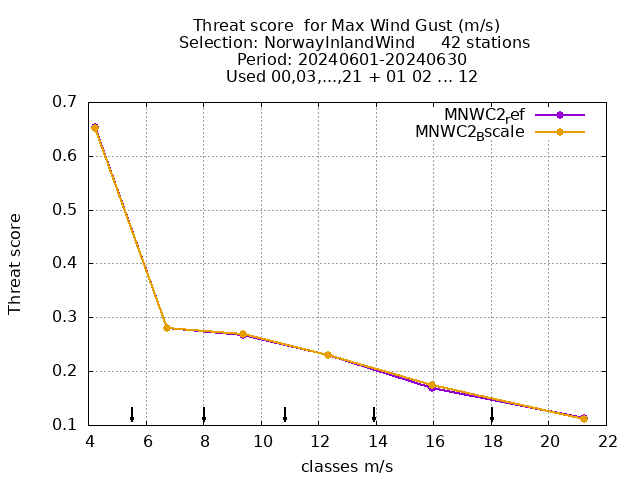 Threat score  for Max Wind Gust (m/s)
Selection: NorwayInlandWind     42 stations
Period: 20240601-20240630
Used 00,03,...,21 + 01 02 ... 12
MNWC2_ref
MNWC2_Bscale
0.7
0.6
0.5
0.4
0.3
0.2
0.1
Threat score
4 6 8 10 12 14 16 18 20 22
classes m/s